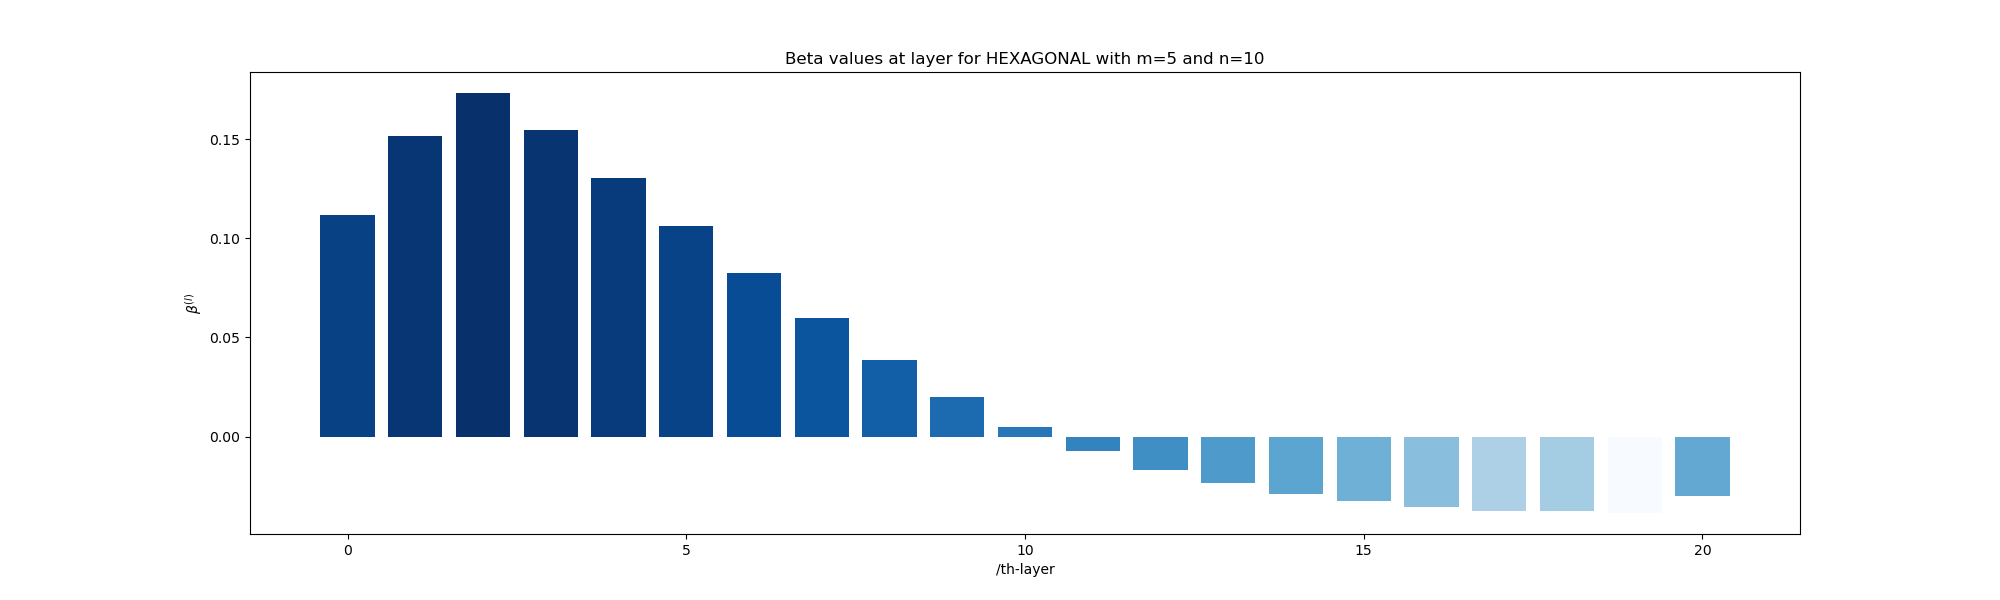 Beta values at layer for HEXAGONAL with m=5 and n=10
0.15
0.10
0.05
0.00
β⁽ˡ⁾
0 5 10 15 20
/th-layer